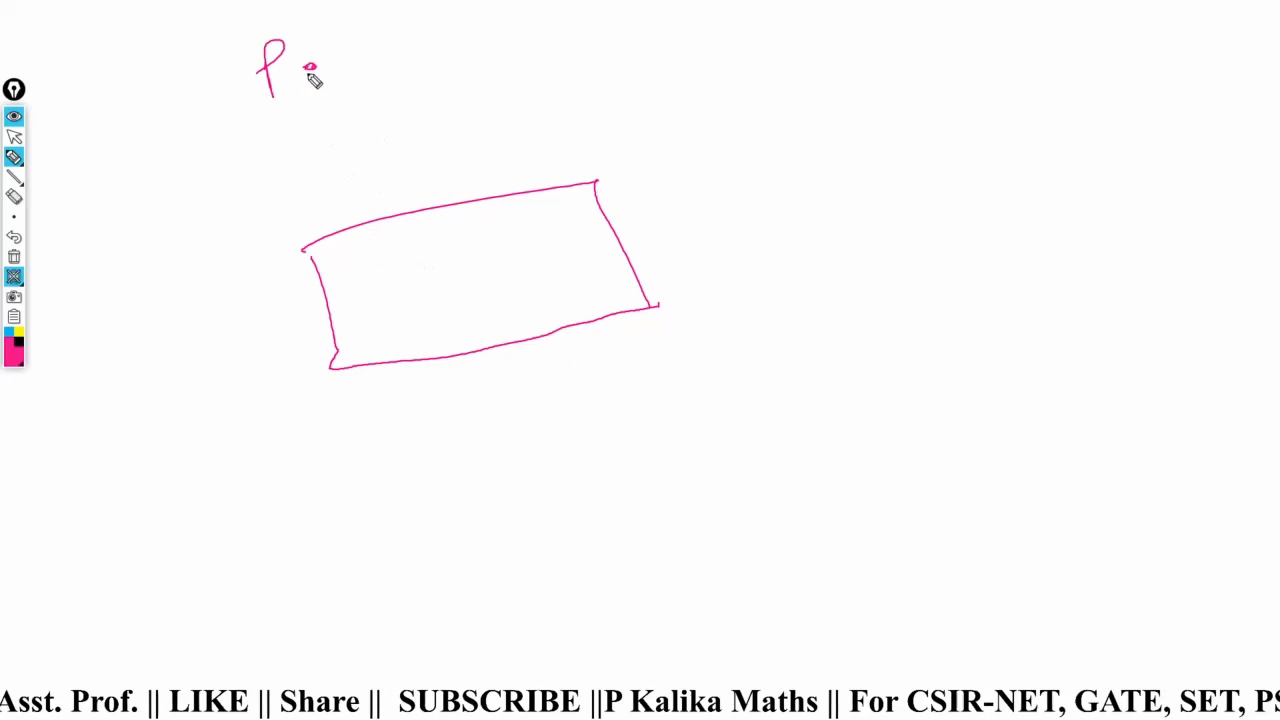 P
Asst. Prof. || LIKE || Share || SUBSCRIBE ||P Kalika Maths || For CSIR-NET, GATE, SET, PS